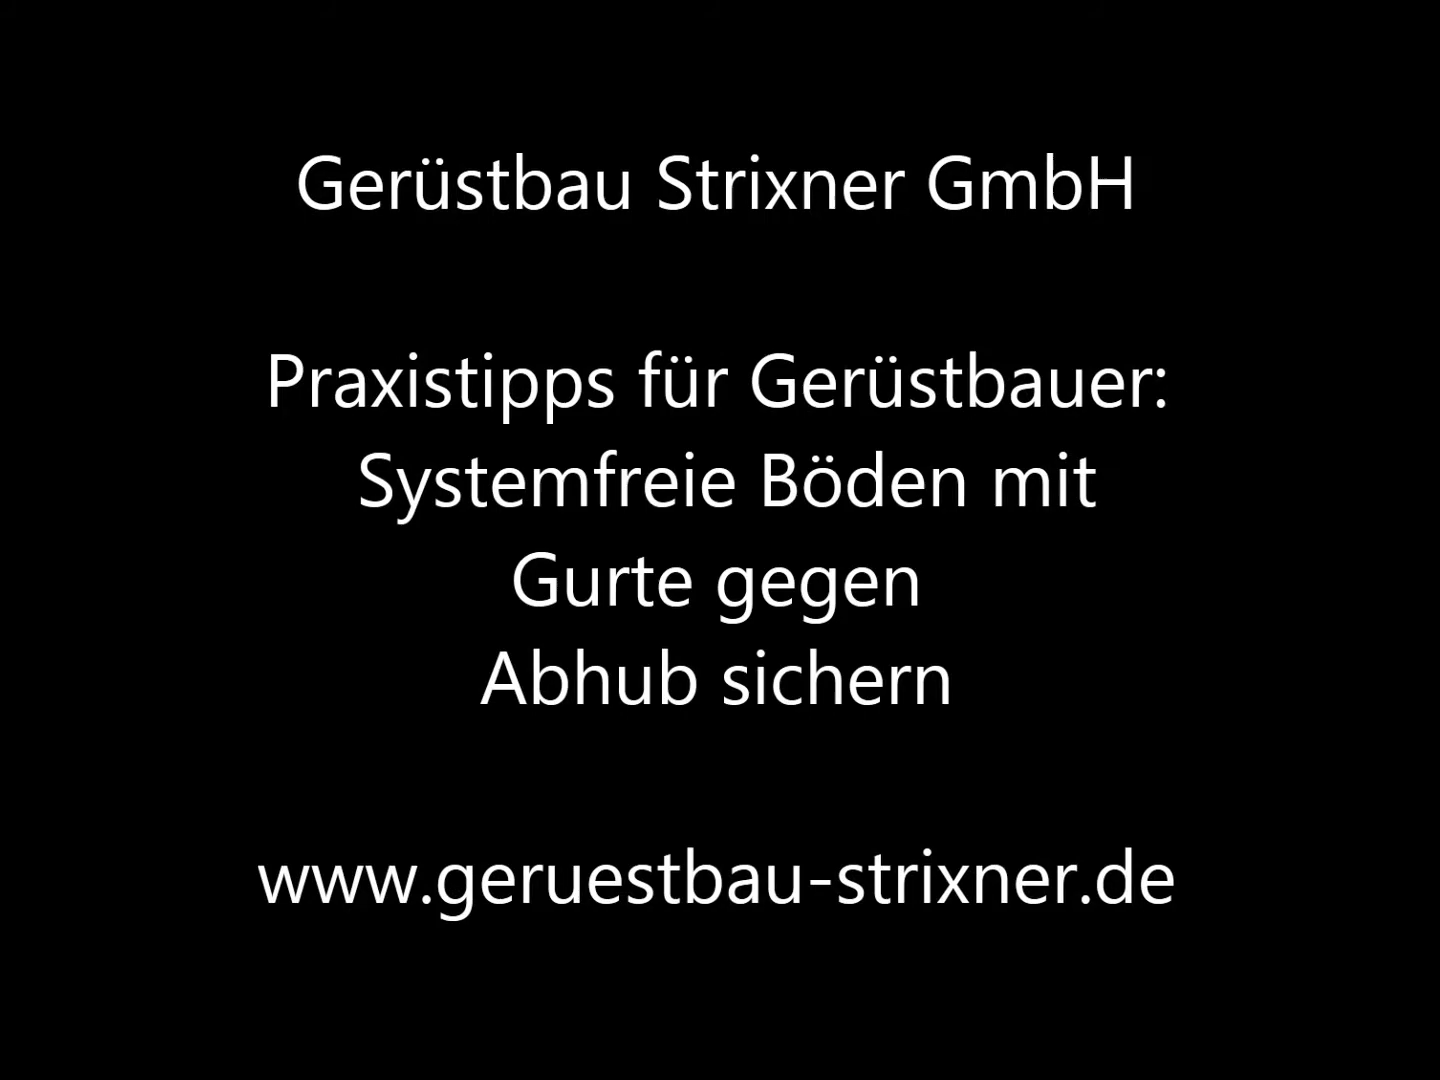 Gerüstbau Strixner GmbH
Praxistipps für Gerüstbauer:
Systemfreie Böden mit
Gurte gegen
Abhub sichern
www.geruestbau-strixner.de